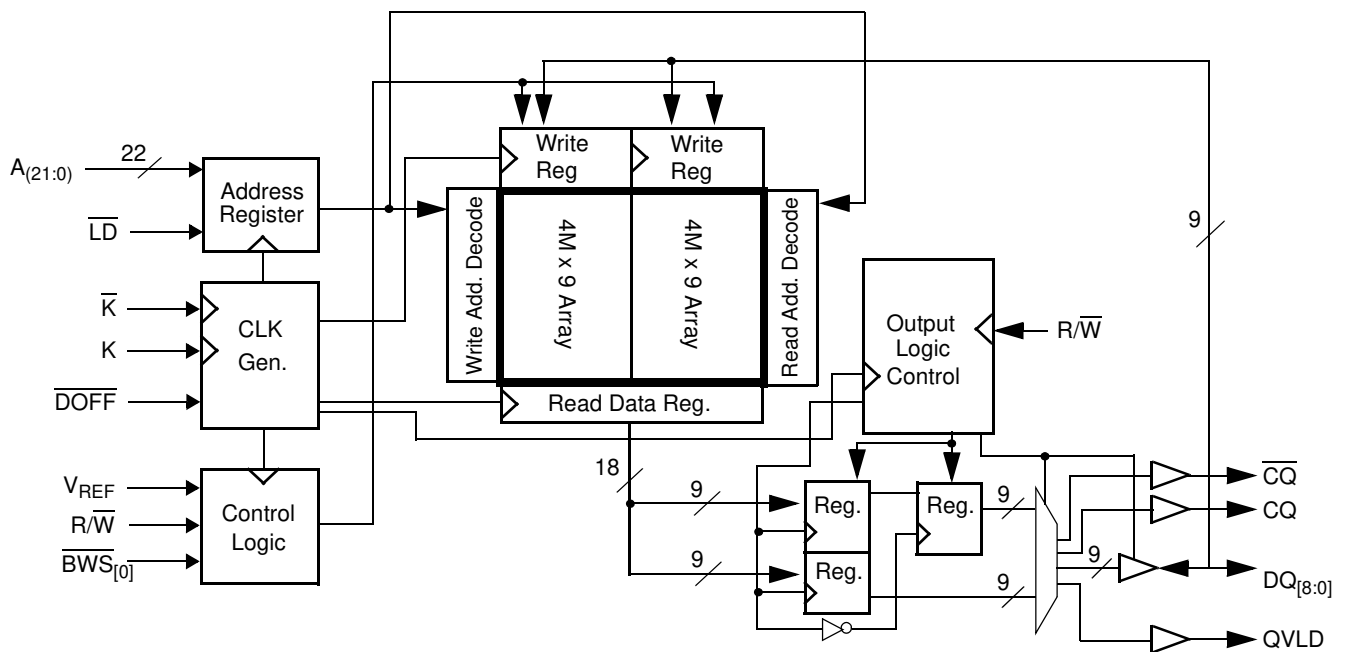 A(21:0)
22
LD
Address
Register
K
K
DOFF
CLK
Gen.
VREF
R/W
BWS[0]
Control
Logic
Write
Reg
Write
Reg
Write Add. Decode
4M x 9 Array
4M x 9 Array
Read Add. Decode
Read Data Reg.
9
Output
Logic
Control
R/W
18
9
9
Reg.
Reg.
Reg.
9
9
9
CQ
CQ
DQ[8:0]
QVLD